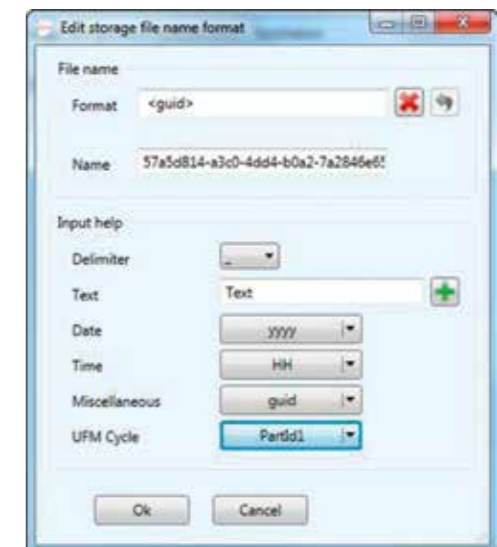 Edit storage file name format
File name
Format <guid>
Name 57a5d814-a3c0-4dd4-b0a2-7a2846e6
Input help
Delimiter _
Text Text
Date yyyy
Time HH
Miscellaneous guid
UFM Cycle PartId1
Ok Cancel